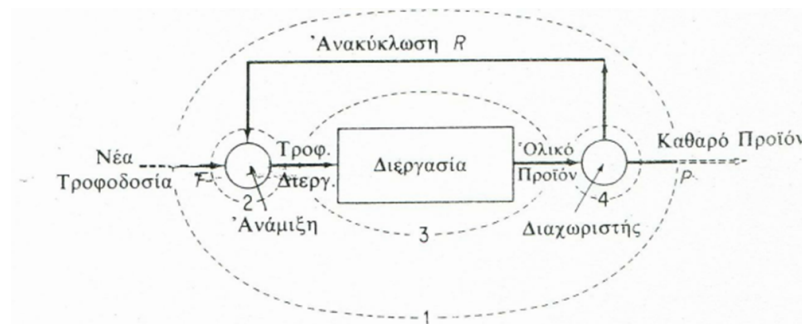 Ἀνακύκλωση R
Νέα
Τροφοδοσία
F
Τροφ.
Διεργ.
Διεργασία
Ὁλικό
Προϊόν
Καθαρό Προϊόν
P
2
Ἀνάμιξη
3
4
Διαχωριστής
1